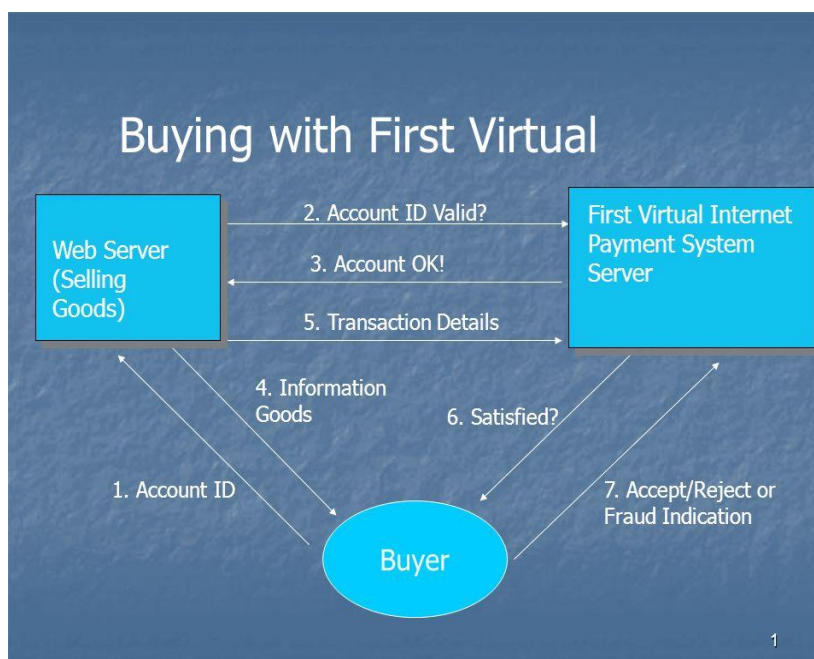 Buying with First Virtual
2. Account ID Valid?
First Virtual Internet
Payment System
Server
Web Server
(Selling
Goods)
3. Account OK!
5. Transaction Details
4. Information
Goods
6. Satisfied?
1. Account ID
7. Accept/Reject or
Fraud Indication
Buyer
1